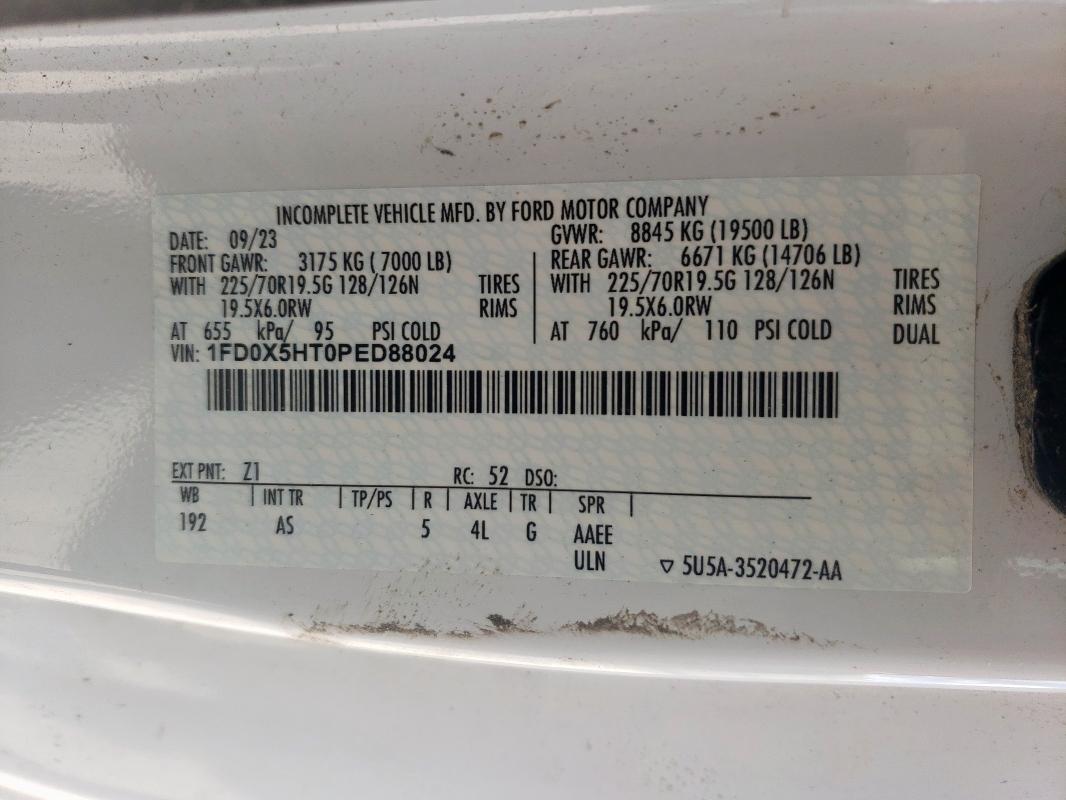 INCOMPLETE VEHICLE MFD. BY FORD MOTOR COMPANY
DATE: 09/23 GVWR: 8845 KG (19500 LB)
FRONT GAWR: 3175 KG ( 7000 LB) REAR GAWR: 6671 KG (14706 LB)
WITH 225/70R19.5G 128/126N TIRES WITH 225/70R19.5G 128/126N TIRES
19.5X6.0RW RIMS 19.5X6.0RW RIMS
AT 655 kPa/ 95 PSI COLD AT 760 kPa/ 110 PSI COLD DUAL
VIN: 1FD0X5HT0PED88024
EXT PNT: Z1 RC: 52 DSO:
WB INT TR TP/PS R AXLE TR SPR
192 AS 5 4L G AAEE
ULN ▽ 5U5A-3520472-AA